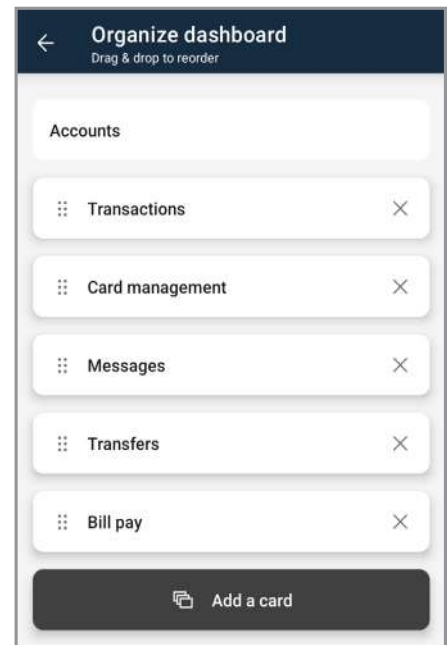 Organize dashboard
Drag & drop to reorder
Accounts
Transactions
Card management
Messages
Transfers
Bill pay
Add a card